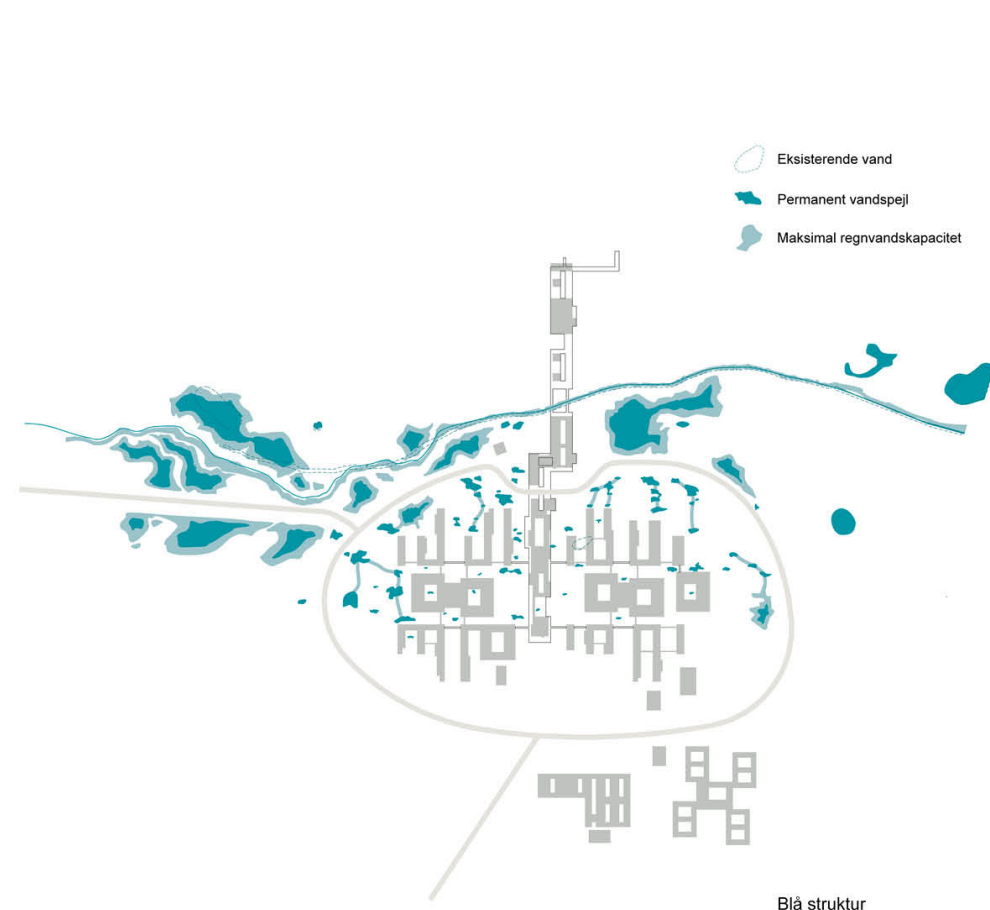 Eksisterende vand
Permanent vandspejl
Maksimal regnvandskapacitet
Blå struktur